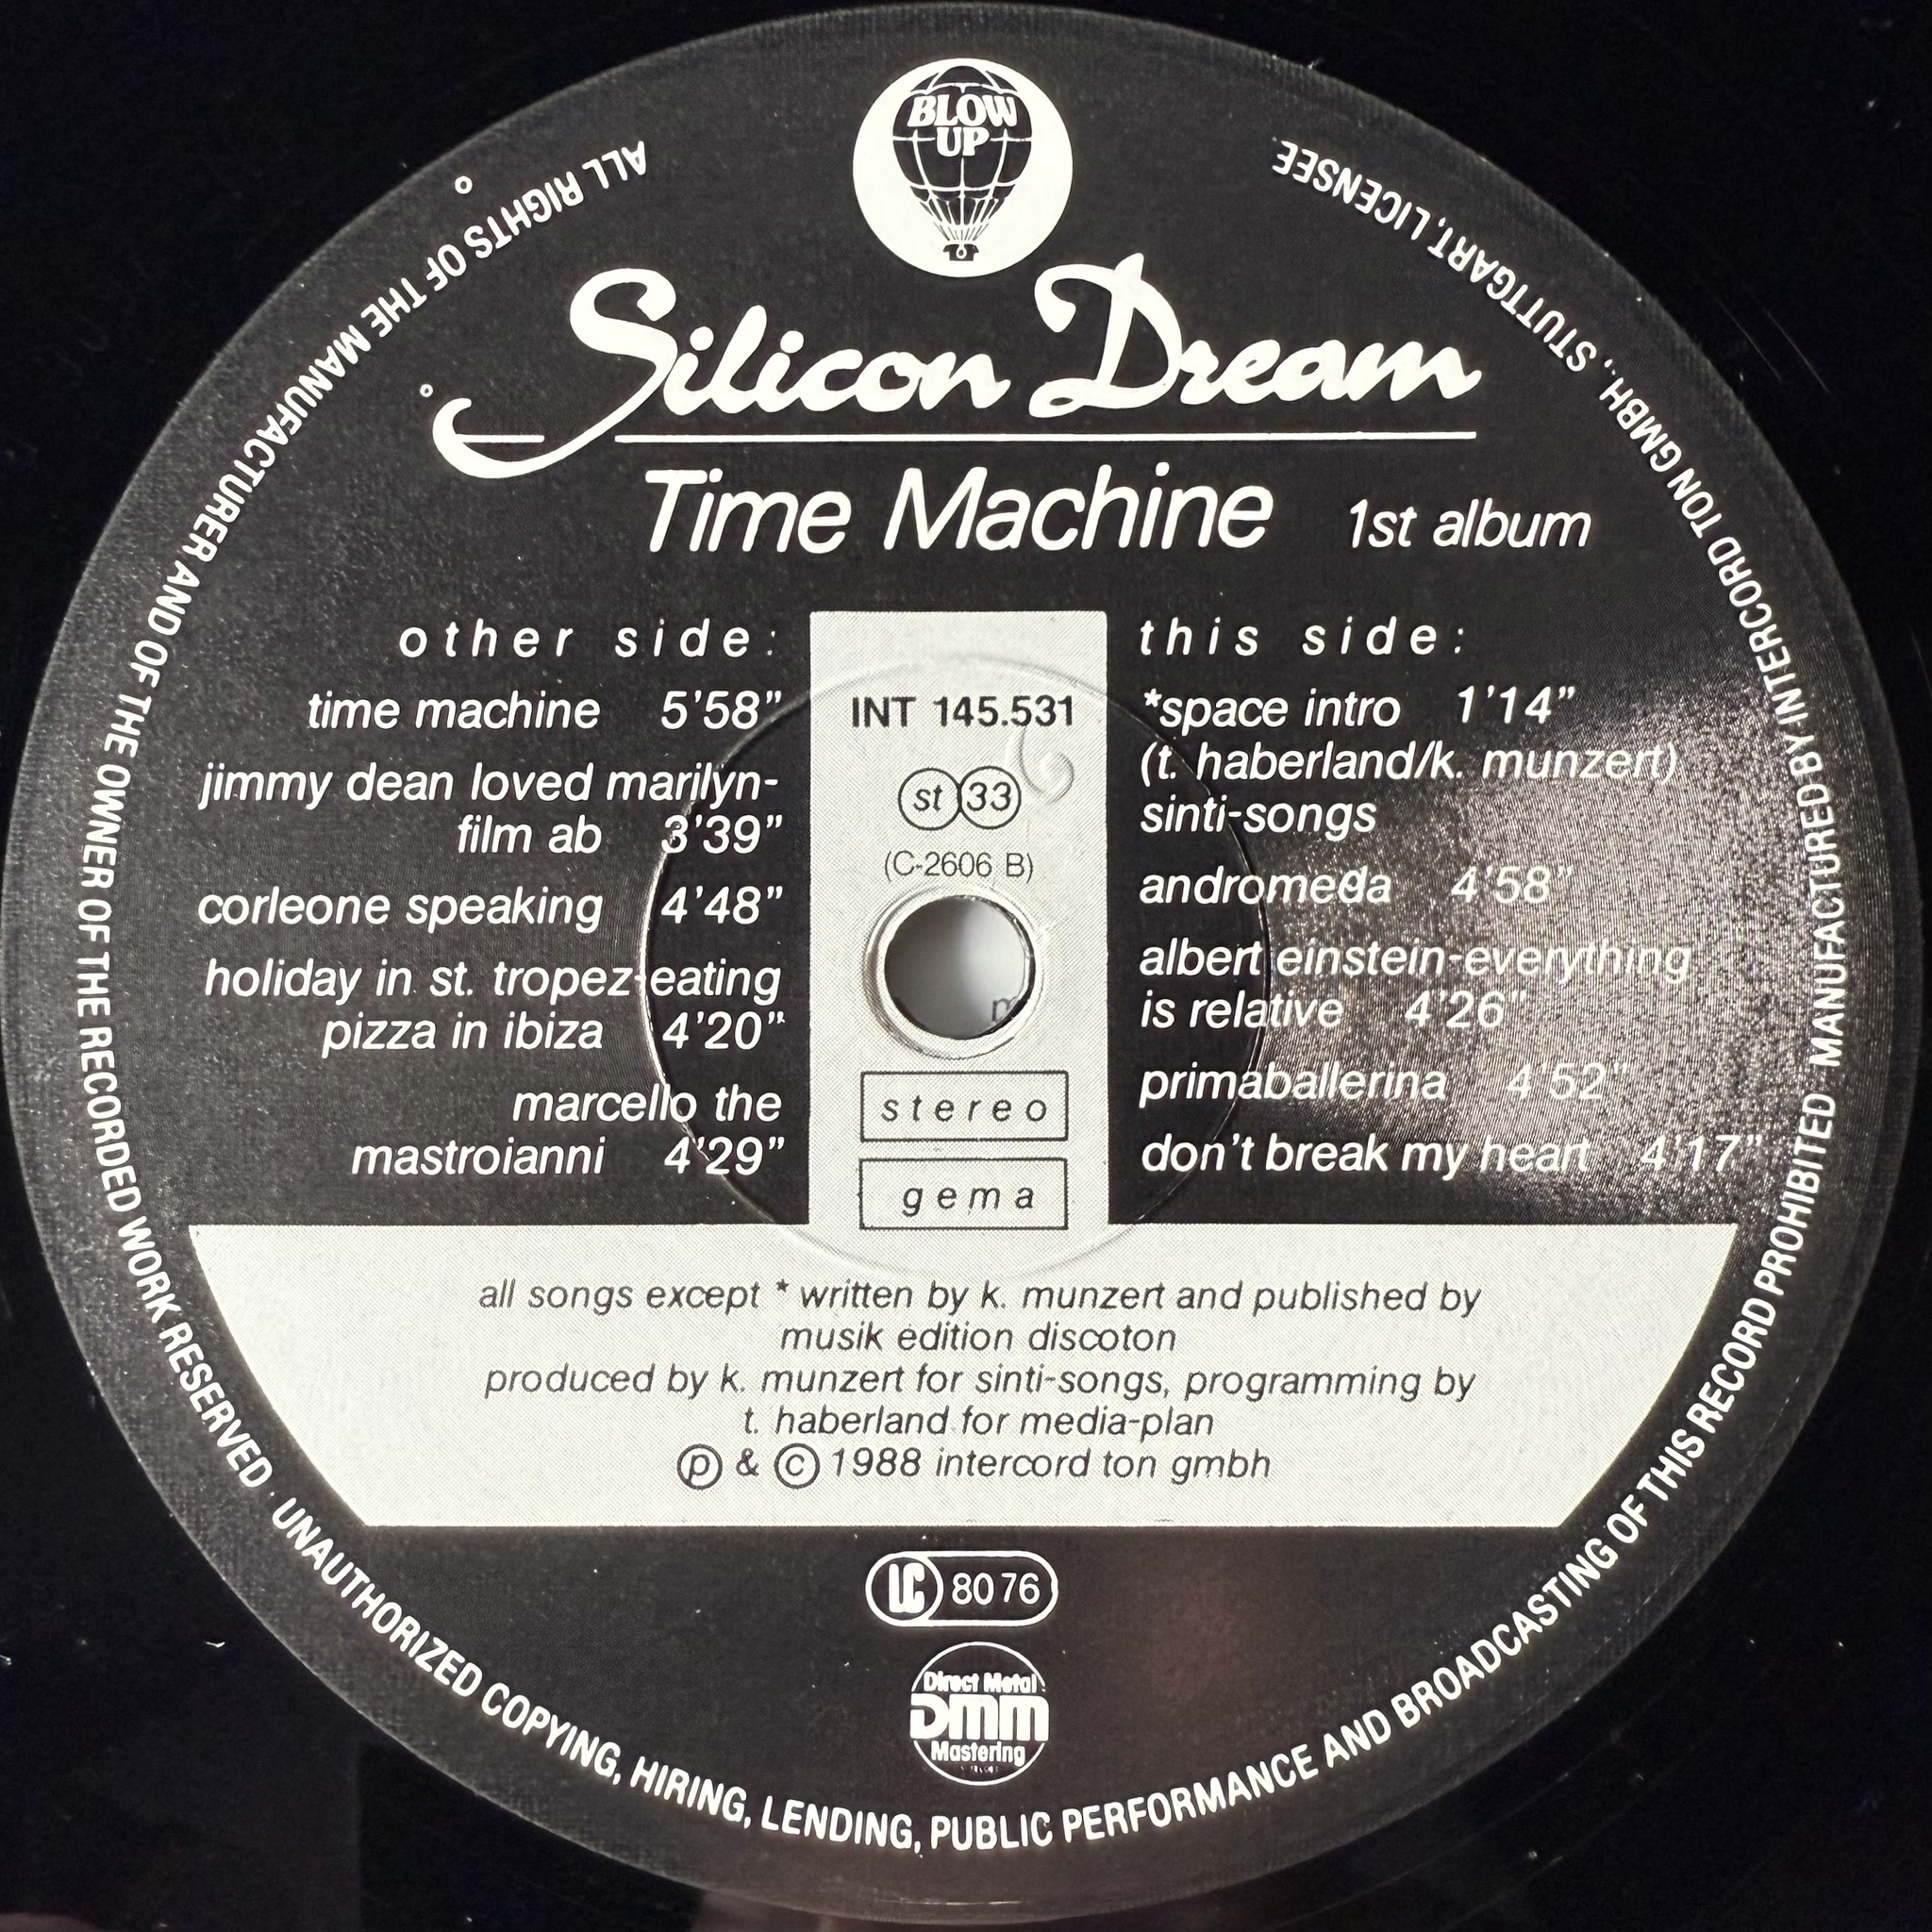 BLOW
UP
Silicon Dream
Time Machine 1st album
other side:
time machine 5'58"
jimmy dean loved marilyn-
film ab 3'39"
corleone speaking 4'48"
holiday in st. tropez-eating
pizza in ibiza 4'20"
marcello the
mastroianni 4'29"
INT 145.531
st 33
(C-2606 B)
stereo
gema
this side:
*space intro 1'14"
(t. haberland/k. munzert)
sinti-songs
andromeda 4'58"
albert einstein-everything
is relative 4'26"
primaballerina 4'52"
don't break my heart 4'17"
all songs except * written by k. munzert and published by
musik edition discoton
produced by k. munzert for sinti-songs, programming by
t. haberland for media-plan
℗ & © 1988 intercord ton gmbh
LC 8076
Direct Metal
DMM
Mastering
ALL RIGHTS OF THE MANUFACTURER AND OF THE OWNER OF THE RECORDED WORK RESERVED · UNAUTHORIZED COPYING, HIRING, LENDING, PUBLIC PERFORMANCE AND BROADCASTING OF THIS RECORD PROHIBITED MANUFACTURED BY INTERCORD TON GMBH., STUTTGART, LICENSEE